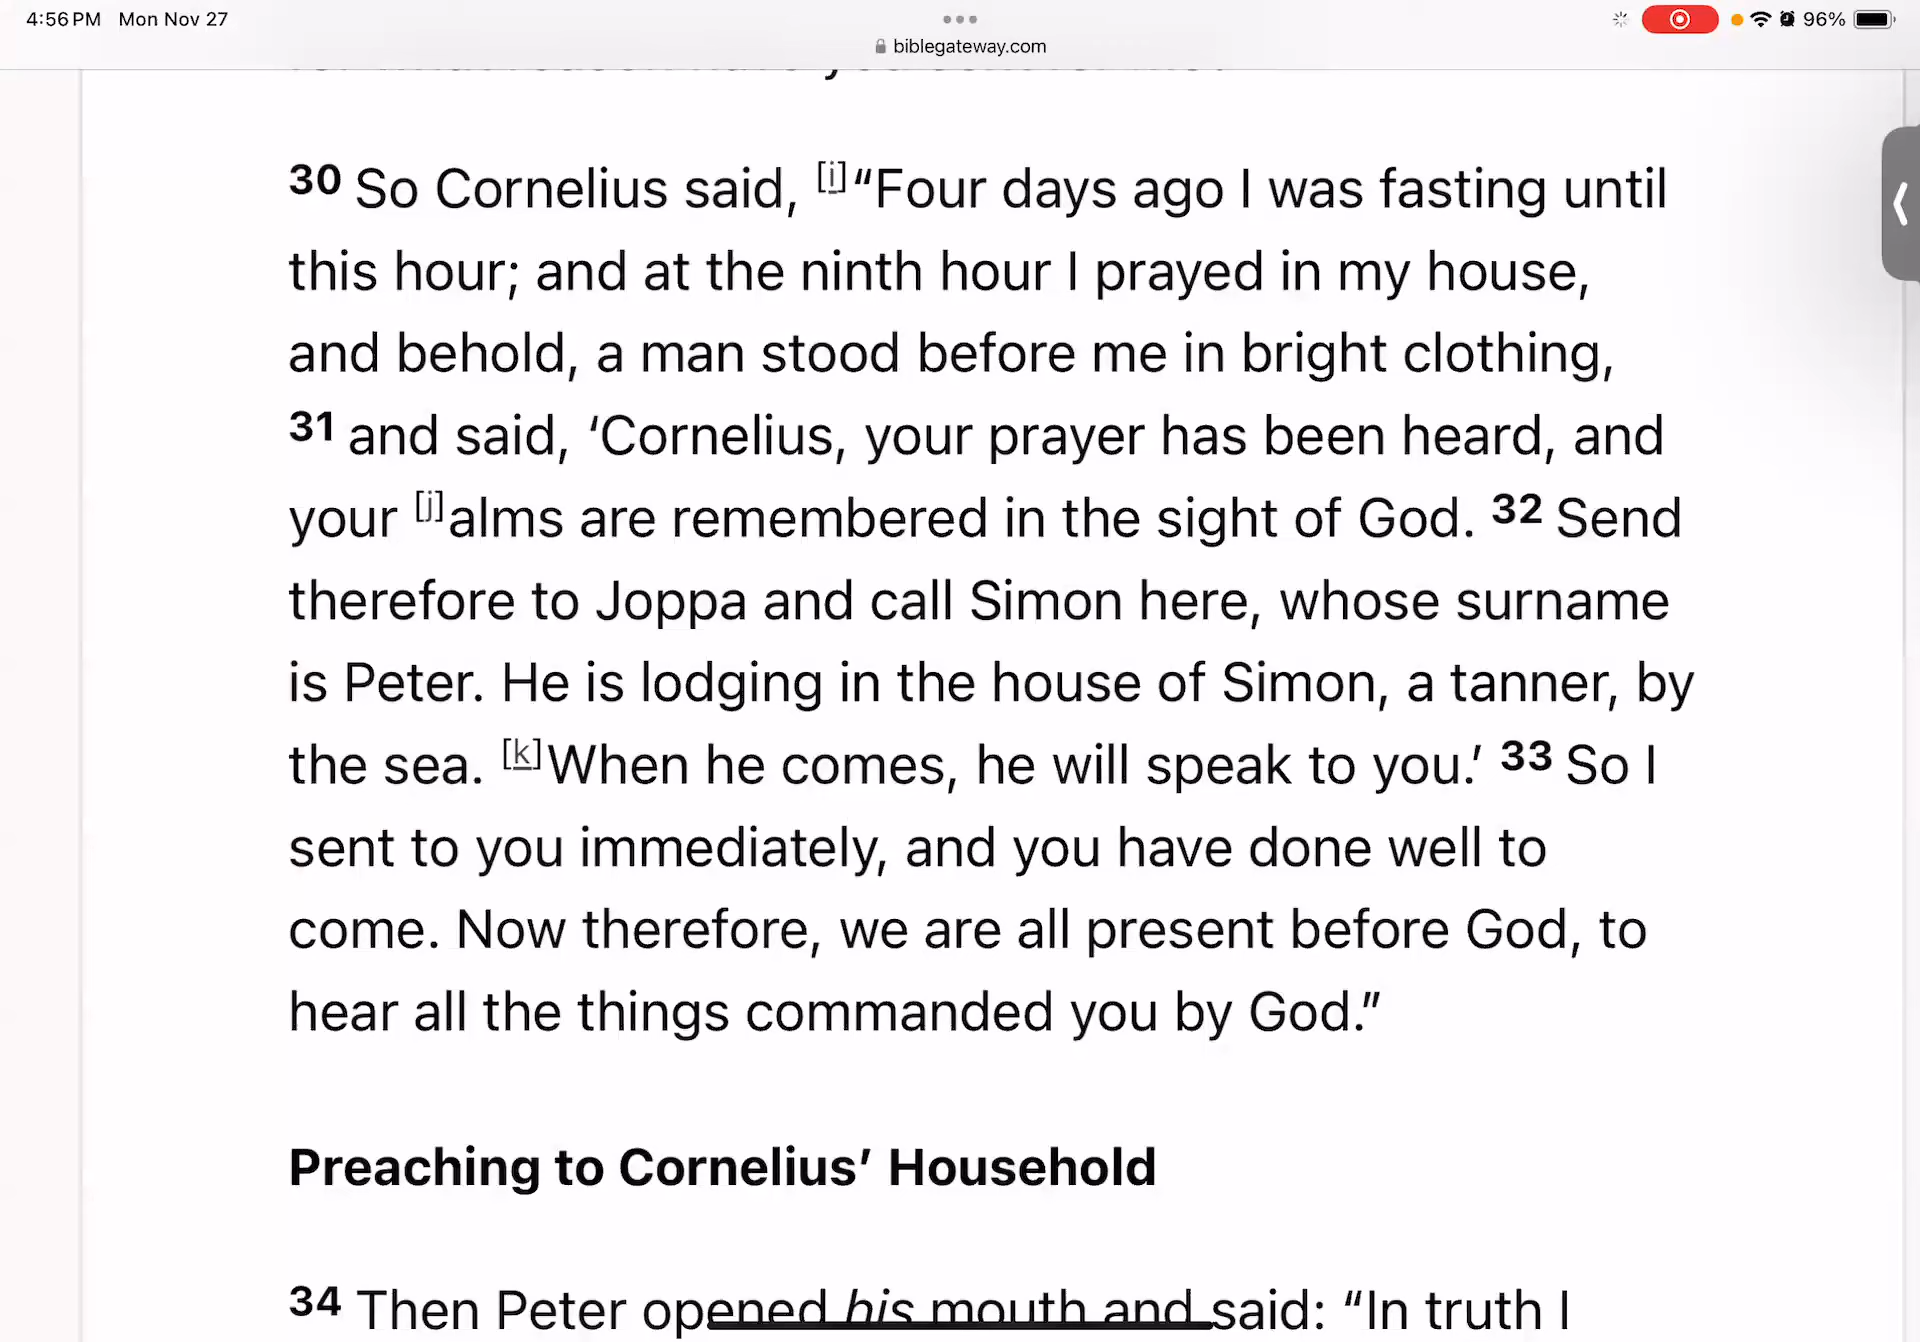 4:56 PM Mon Nov 27
96%
biblegateway.com
30 So Cornelius said, [i]“Four days ago I was fasting until
this hour; and at the ninth hour I prayed in my house,
and behold, a man stood before me in bright clothing,
31 and said, ‘Cornelius, your prayer has been heard, and
your [j]alms are remembered in the sight of God. 32 Send
therefore to Joppa and call Simon here, whose surname
is Peter. He is lodging in the house of Simon, a tanner, by
the sea. [k]When he comes, he will speak to you.’ 33 So I
sent to you immediately, and you have done well to
come. Now therefore, we are all present before God, to
hear all the things commanded you by God.”
Preaching to Cornelius’ Household
34 Then Peter opened his mouth and said: “In truth I